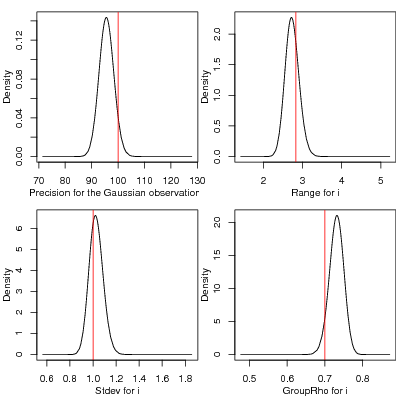 Density
0.00 0.04 0.08 0.12
70 80 90 100 110 120 130
Precision for the Gaussian observation
Density
0.0 0.5 1.0 1.5 2.0
2 3 4 5
Range for i
Density
0 1 2 3 4 5 6
0.6 0.8 1.0 1.2 1.4 1.6 1.8
Stdev for i
Density
0 5 10 15 20
0.5 0.6 0.7 0.8
GroupRho for i